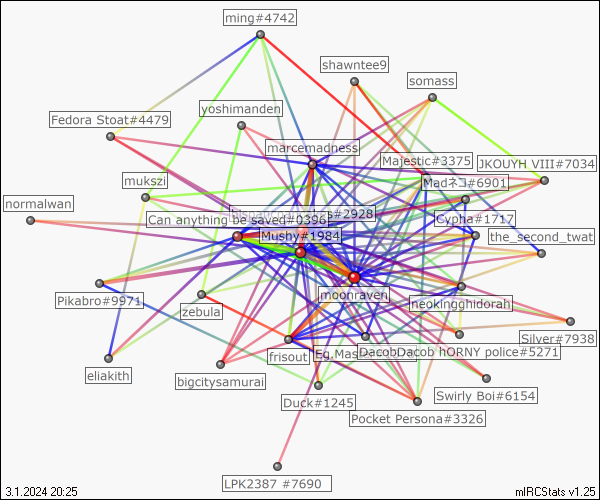 ming#4742
shawntee9
somass
yoshimanden
Fedora Stoat#4479
marcemadness
Majestic#3375
JKOUYH VIII#7034
mukszi
Madネコ#6901
normalwan
s#2928
Can anything be saved#0396
Cypha#1717
Mushy#1984
the_second_twat
moonraven
Pikabro#9971
neokingghidorah
zebula
Silver#7938
frisout
Eg.Mas
DacobDacob hORNY police#5271
eliakith
bigcitysamurai
Swirly Boi#6154
Duck#1245
Pocket Persona#3326
LPK2387 #7690
3.1.2024 20:25
mIRCStats v1.25